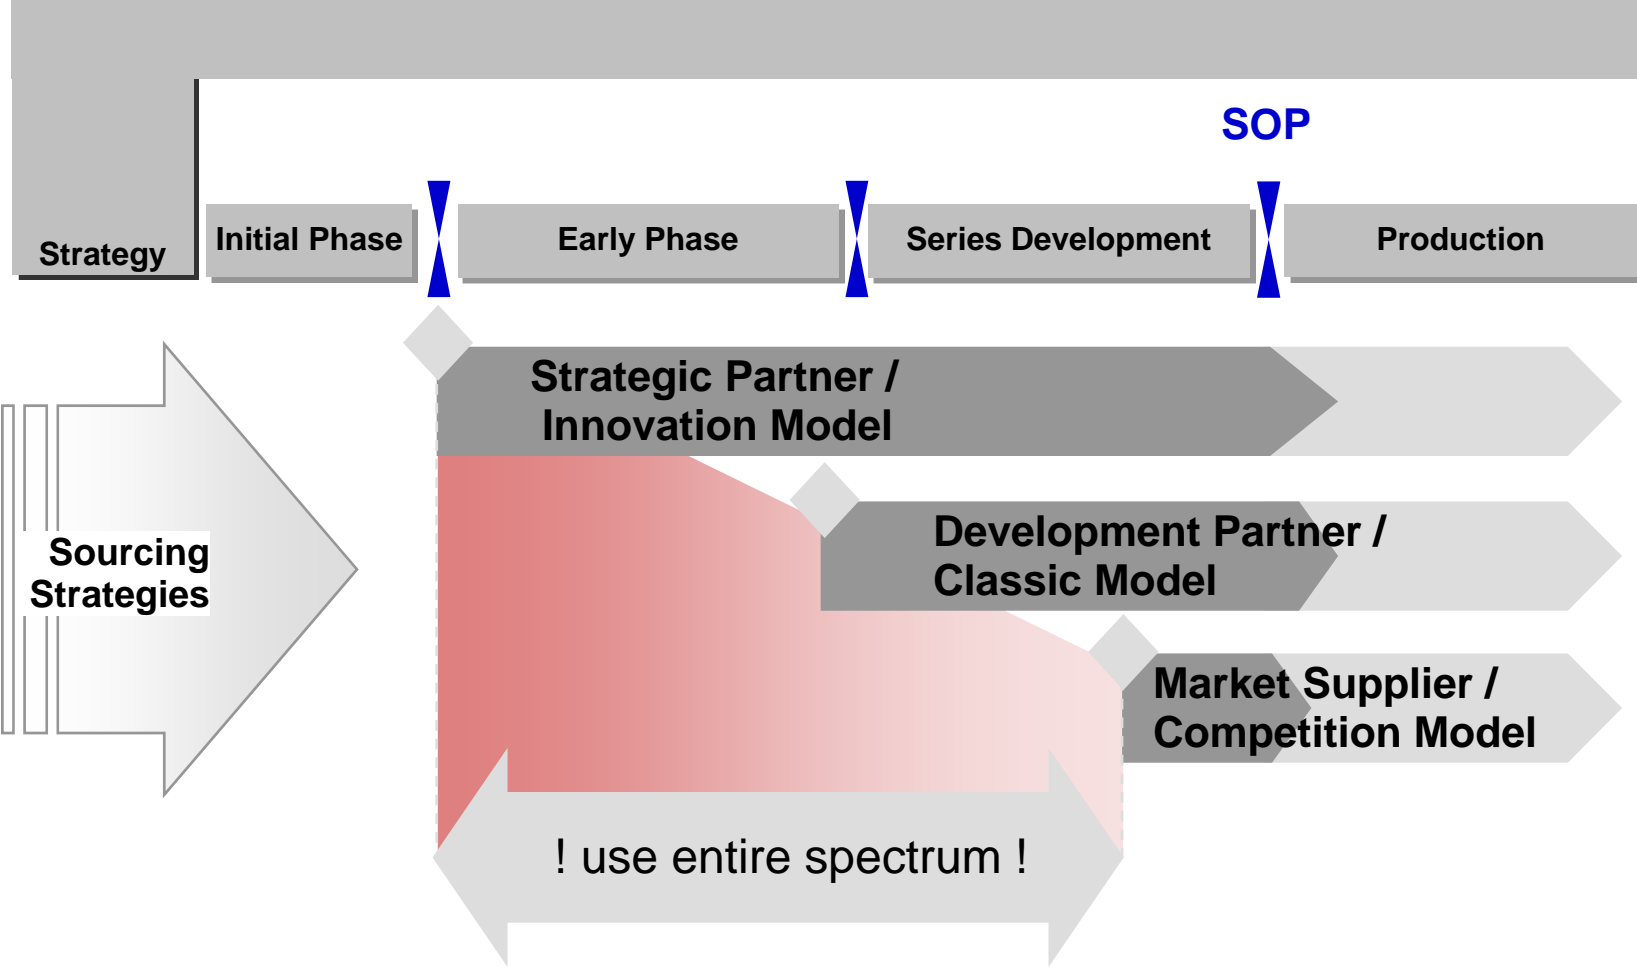 SOP
Strategy
Initial Phase
Early Phase
Series Development
Production
Strategic Partner /
Innovation Model
Development Partner /
Classic Model
Sourcing
Strategies
Market Supplier /
Competition Model
! use entire spectrum !